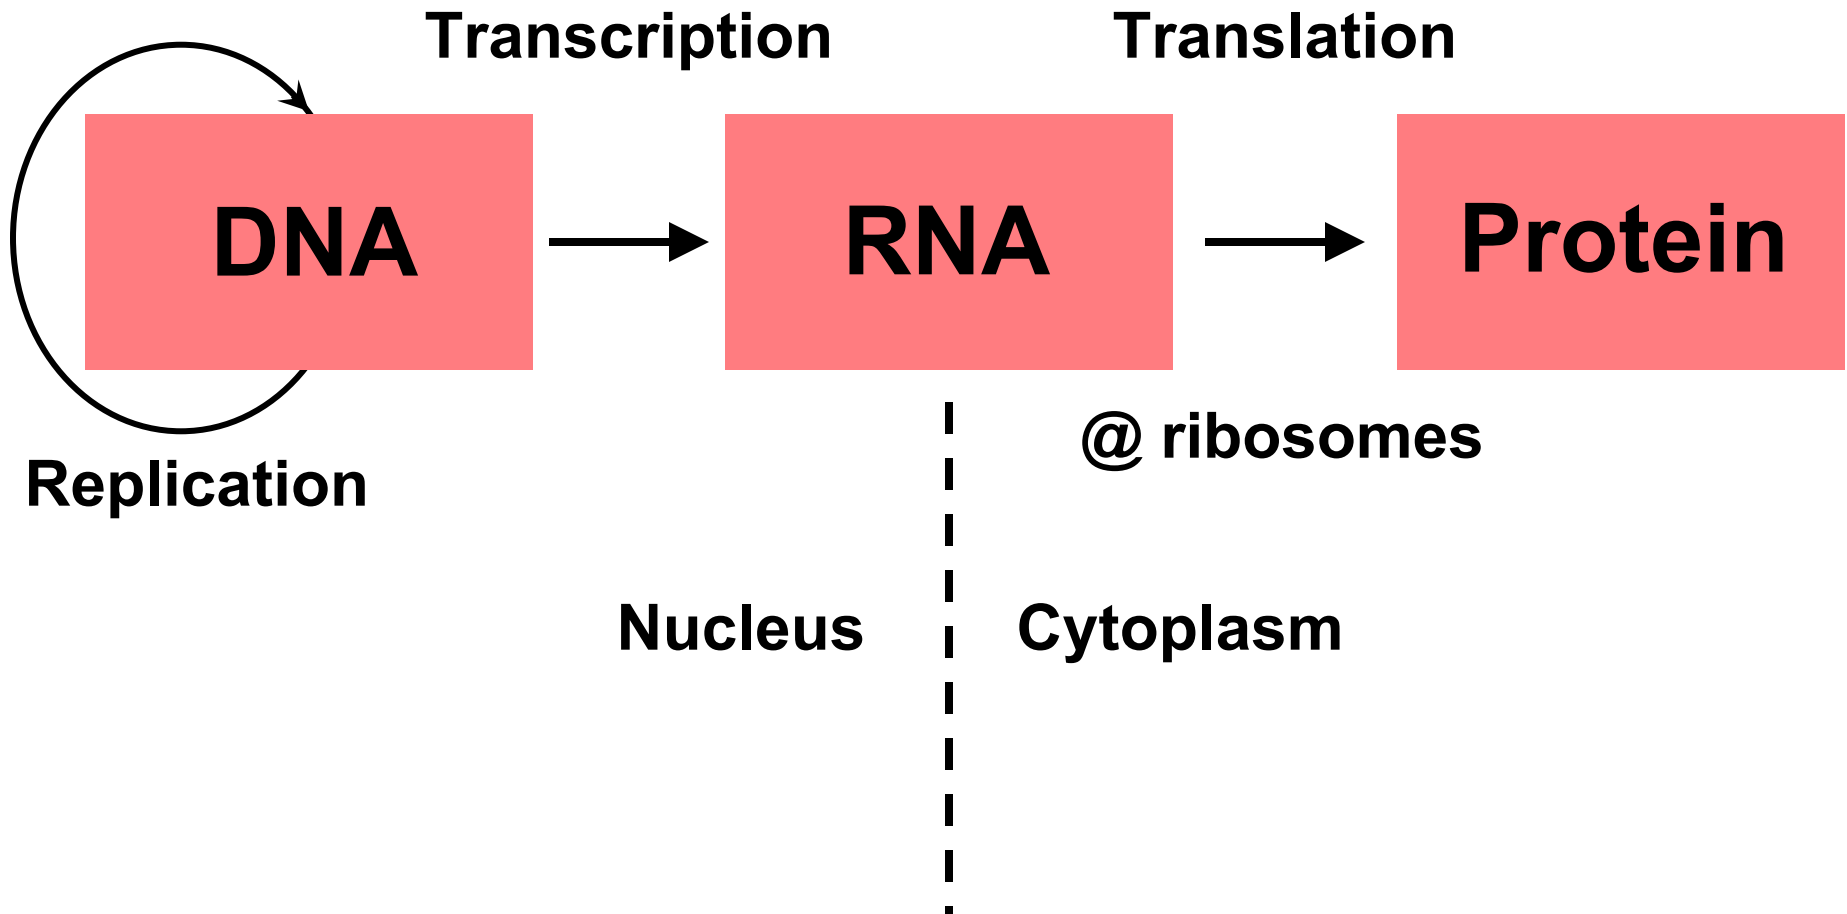 Transcription
Translation
DNA
RNA
Protein
@ ribosomes
Replication
Nucleus
Cytoplasm